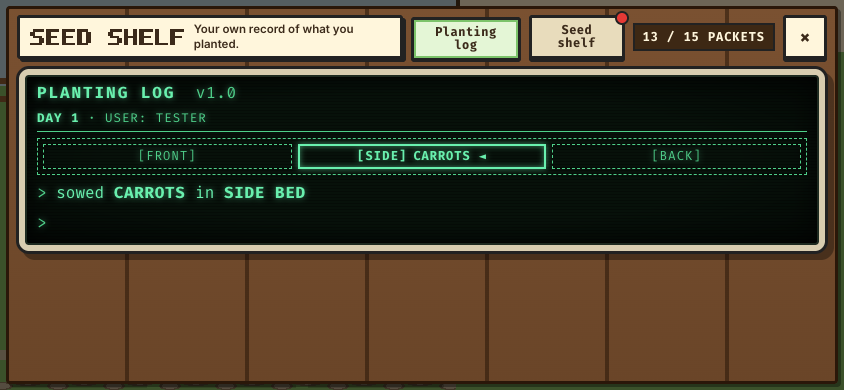 SEED SHELF
Your own record of what you
planted.
Planting
log
Seed
shelf
13 / 15 PACKETS
✖
PLANTING LOG v1.0
DAY 1 · USER: TESTER
[FRONT]
[SIDE] CARROTS ◄
[BACK]
> sowed CARROTS in SIDE BED
>